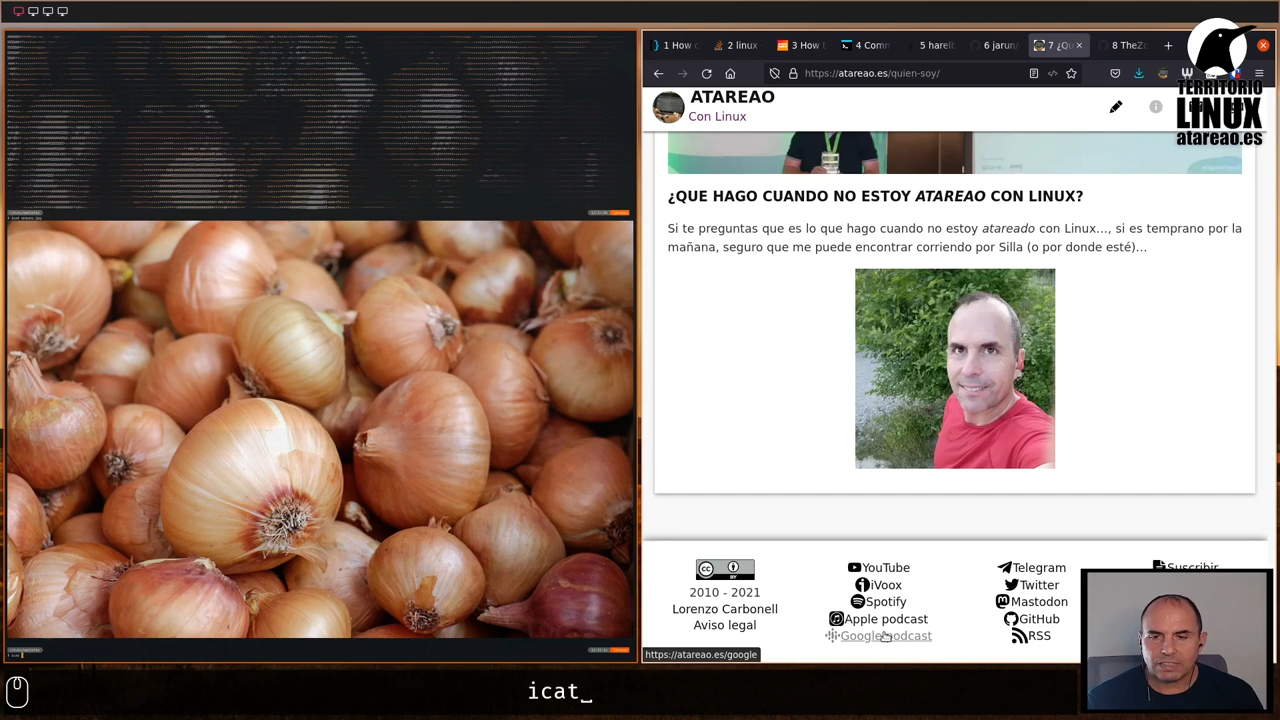 1 How
2 linux
3 How t
4 Comm
5 harel
6 jarun/
8 TheZ
https://atareao.es/quien-soy/
ATAREAO
Con Linux
TERRITORIO
LINUX
atareao.es
¿QUE HAGO CUANDO NO ESTOY ATAREAO CON LINUX?
Si te preguntas que es lo que hago cuando no estoy atareado con Linux..., si es temprano por la
mañana, seguro que me puede encontrar corriendo por Silla (o por donde esté)...
CC BY
2010 - 2021
Lorenzo Carbonell
Aviso legal
YouTube
iVoox
Spotify
Apple podcast
Google podcast
Telegram
Twitter
Mastodon
GitHub
RSS
Suscribir
https://atareao.es/google
icat_